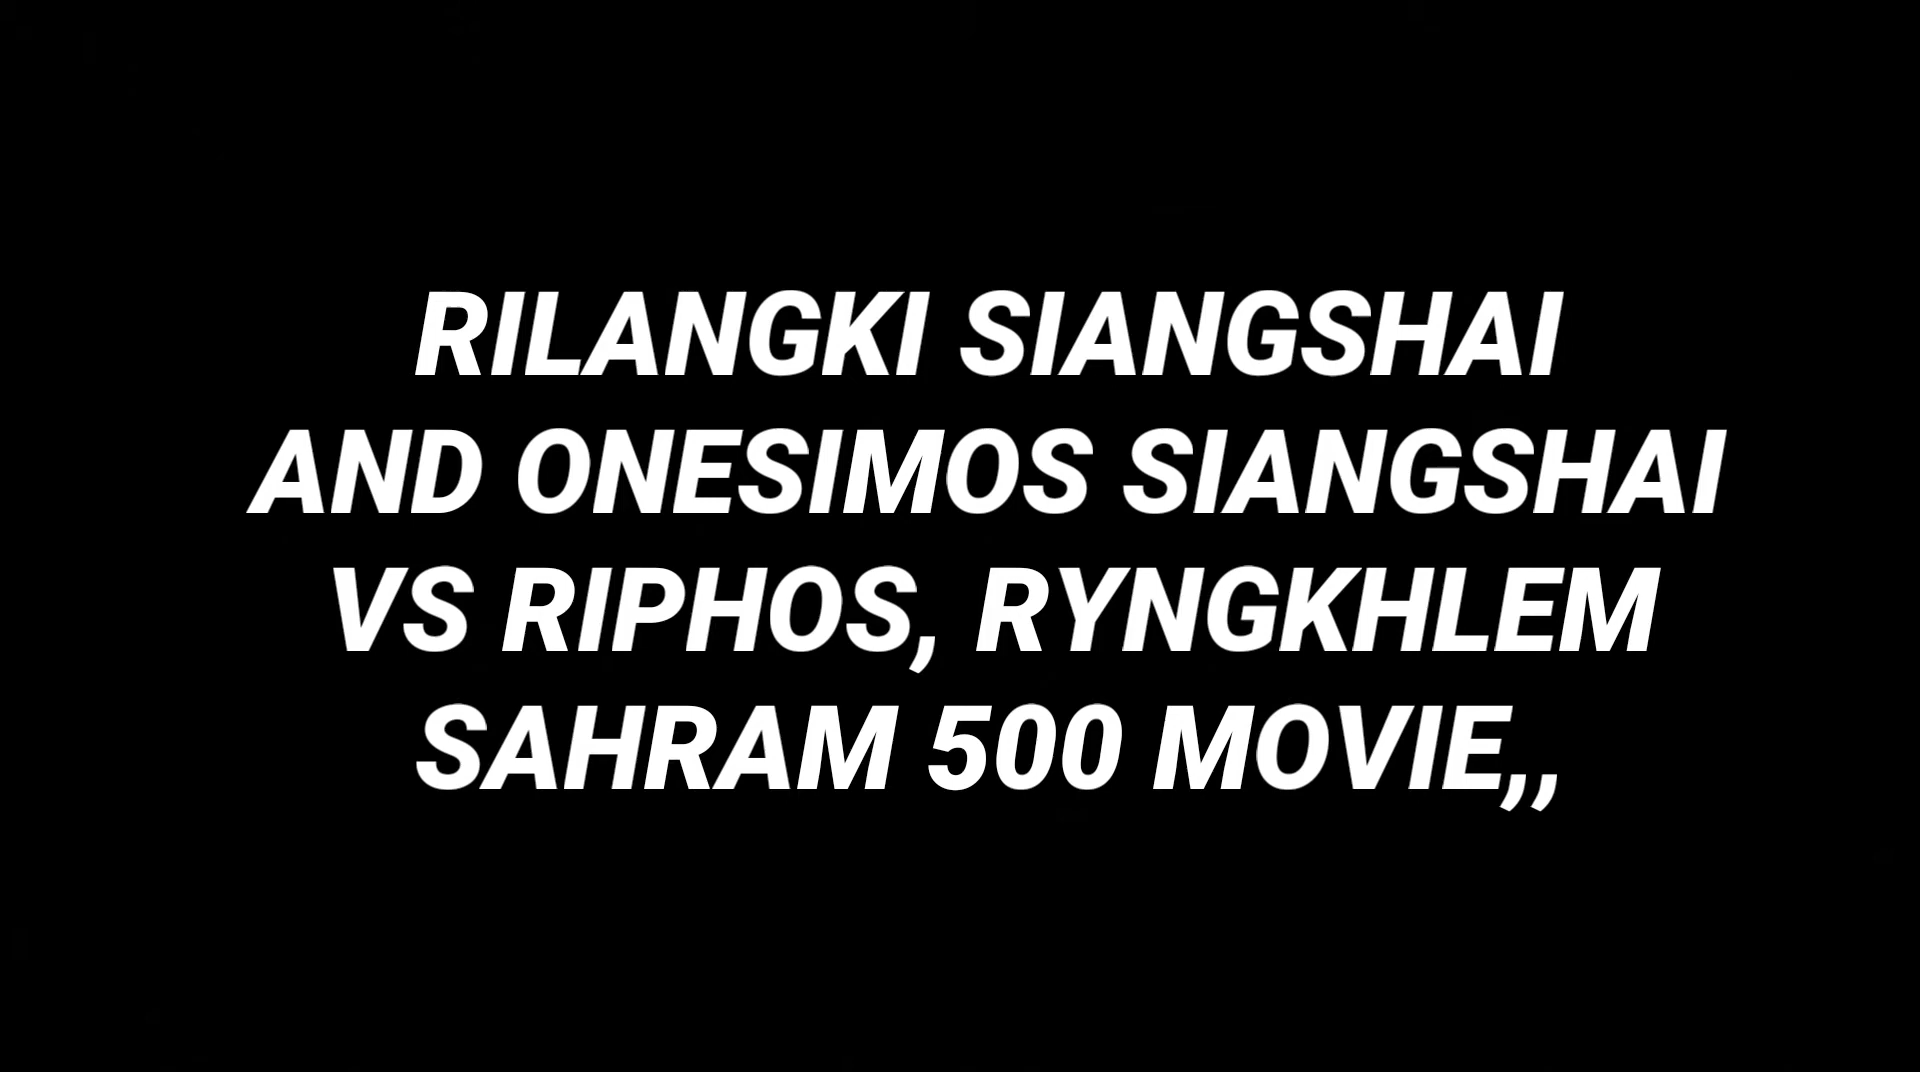 RILANGKI SIANGSHAI
AND ONESIMOS SIANGSHAI
VS RIPHOS, RYNGKHLEM
SAHRAM 500 MOVIE,,